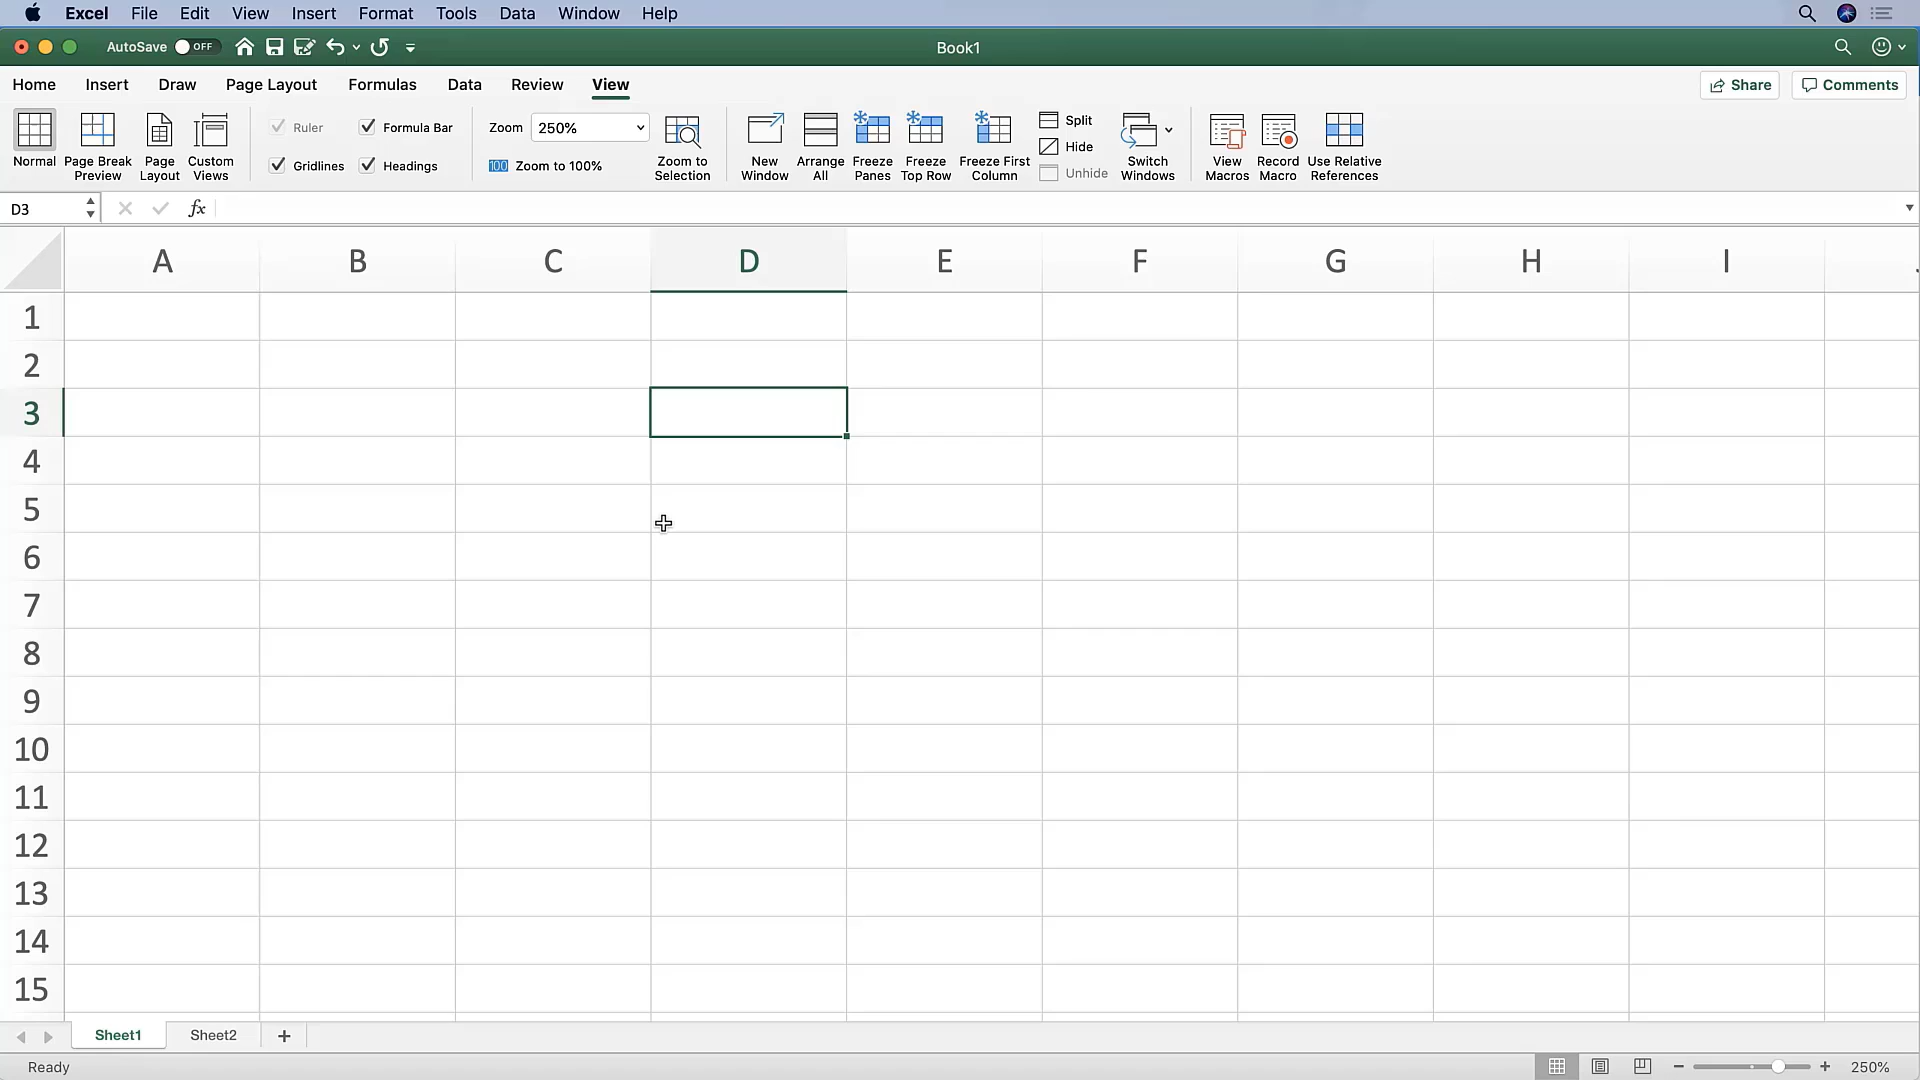 Excel File Edit View Insert Format Tools Data Window Help
AutoSave OFF Book1
Home Insert Draw Page Layout Formulas Data Review View Share Comments
Normal
Page Break
Preview
Page
Layout
Custom
Views
Ruler
Formula Bar
Gridlines
Headings
Zoom 250%
100 Zoom to 100%
Zoom to
Selection
New
Window
Arrange
All
Freeze
Panes
Freeze
Top Row
Freeze First
Column
Split
Hide
Unhide
Switch
Windows
View
Macros
Record
Macro
Use Relative
References
D3 fx
A B C D E F G H I
1
2
3
4
5
6
7
8
9
10
11
12
13
14
15
Sheet1 Sheet2 +
Ready 250%